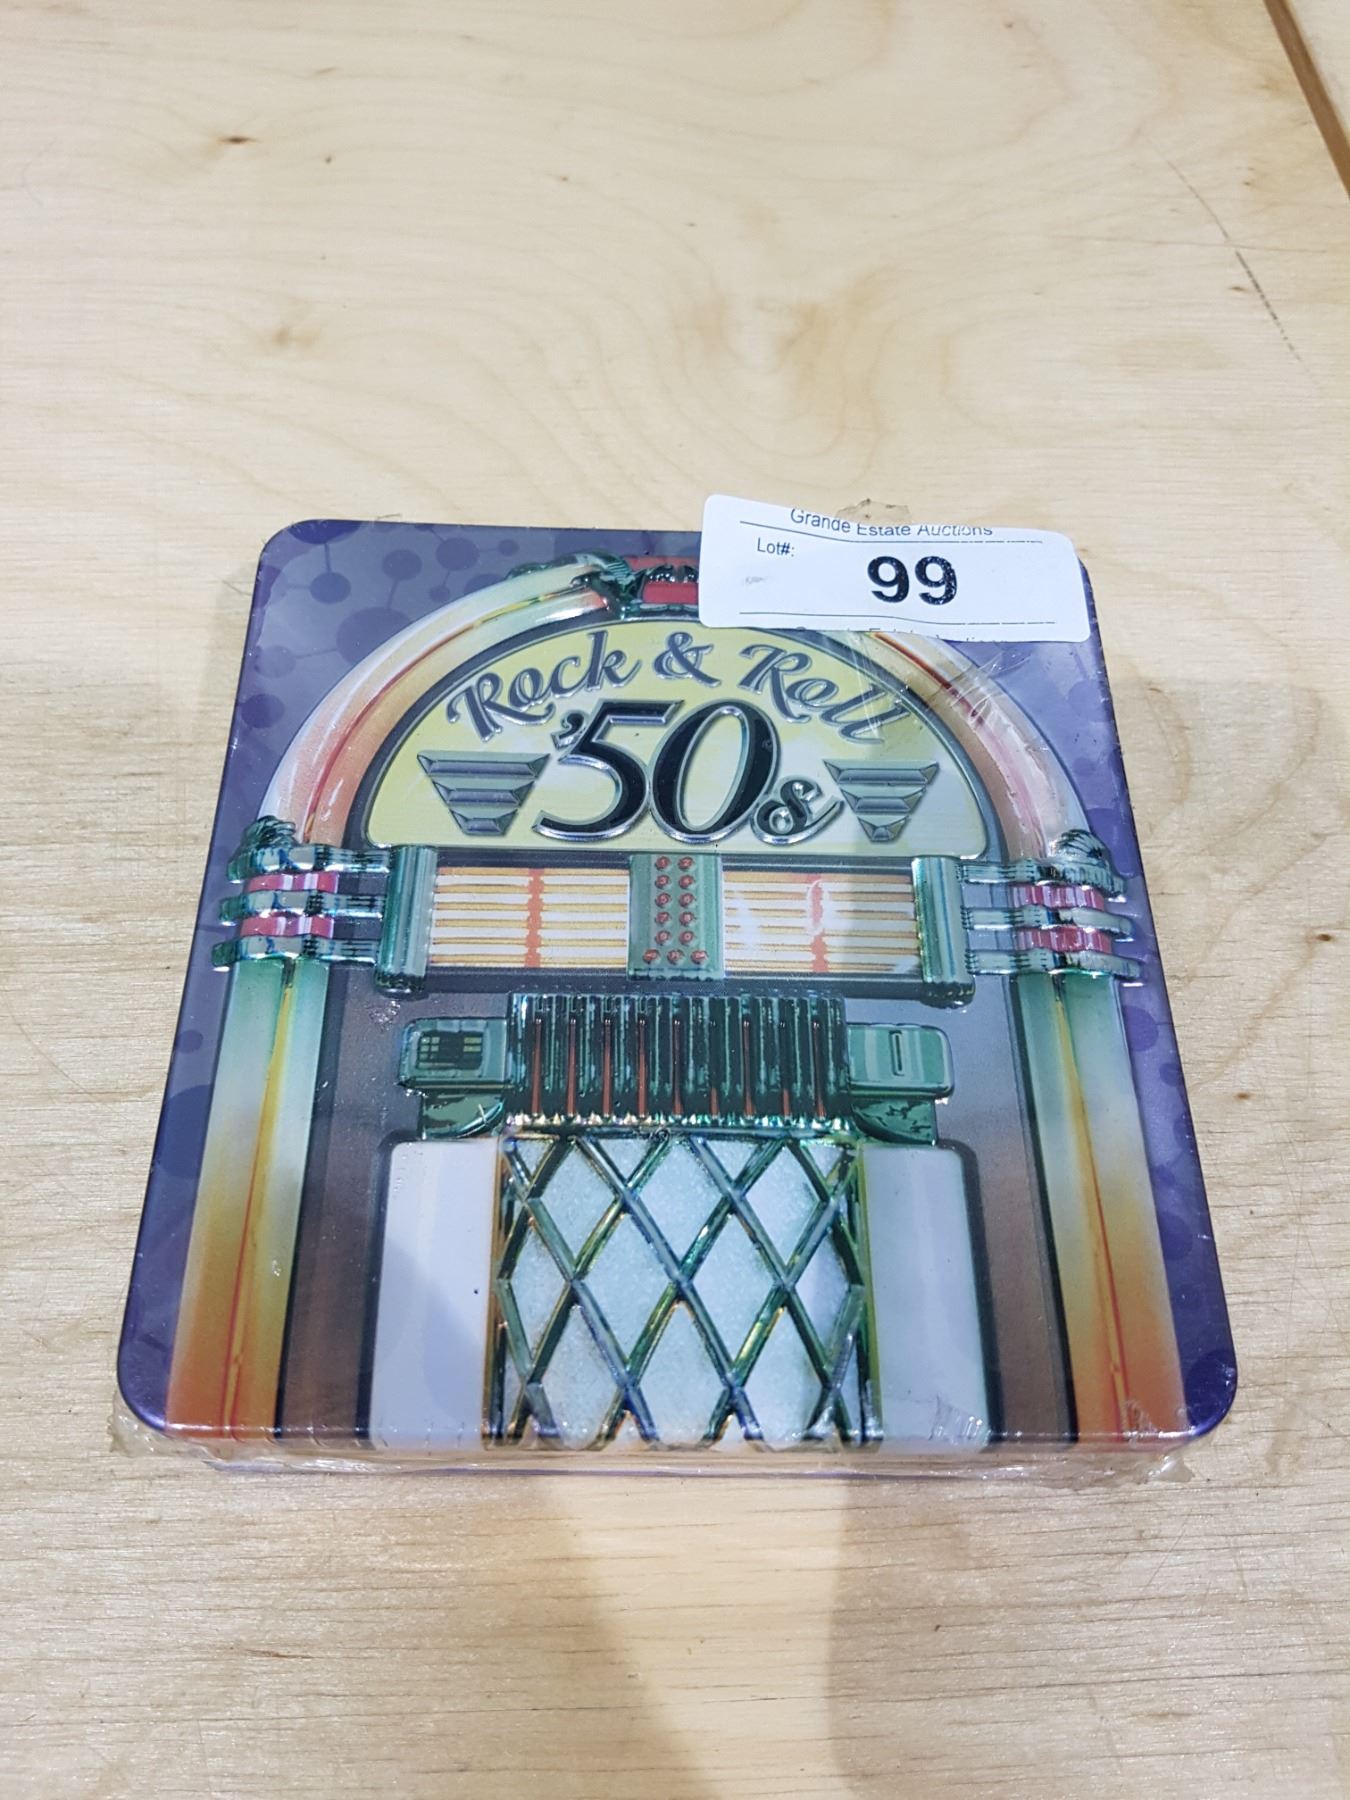 Grande Estate Auctions
Lot#:
99
Rock & Roll
'50s